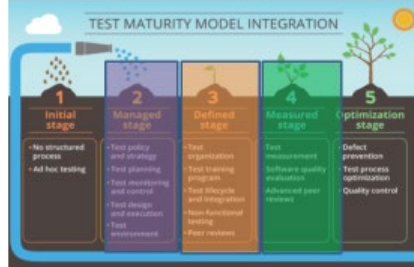 TEST MATURITY MODEL INTEGRATION
1
Initial
stage
• No structured
process
• Ad hoc testing
2
Managed
stage
• Test policy
and strategy
• Test planning
• Test monitoring
and control
• Test design
and execution
• Test
environment
3
Defined
stage
• Test
organization
• Test training
program
• Test lifecycle
and integration
• Non-functional
testing
• Peer reviews
4
Measured
stage
• Test
measurement
• Software quality
evaluation
• Advanced peer
reviews
5
Optimization
stage
• Defect
prevention
• Test process
optimization
• Quality control